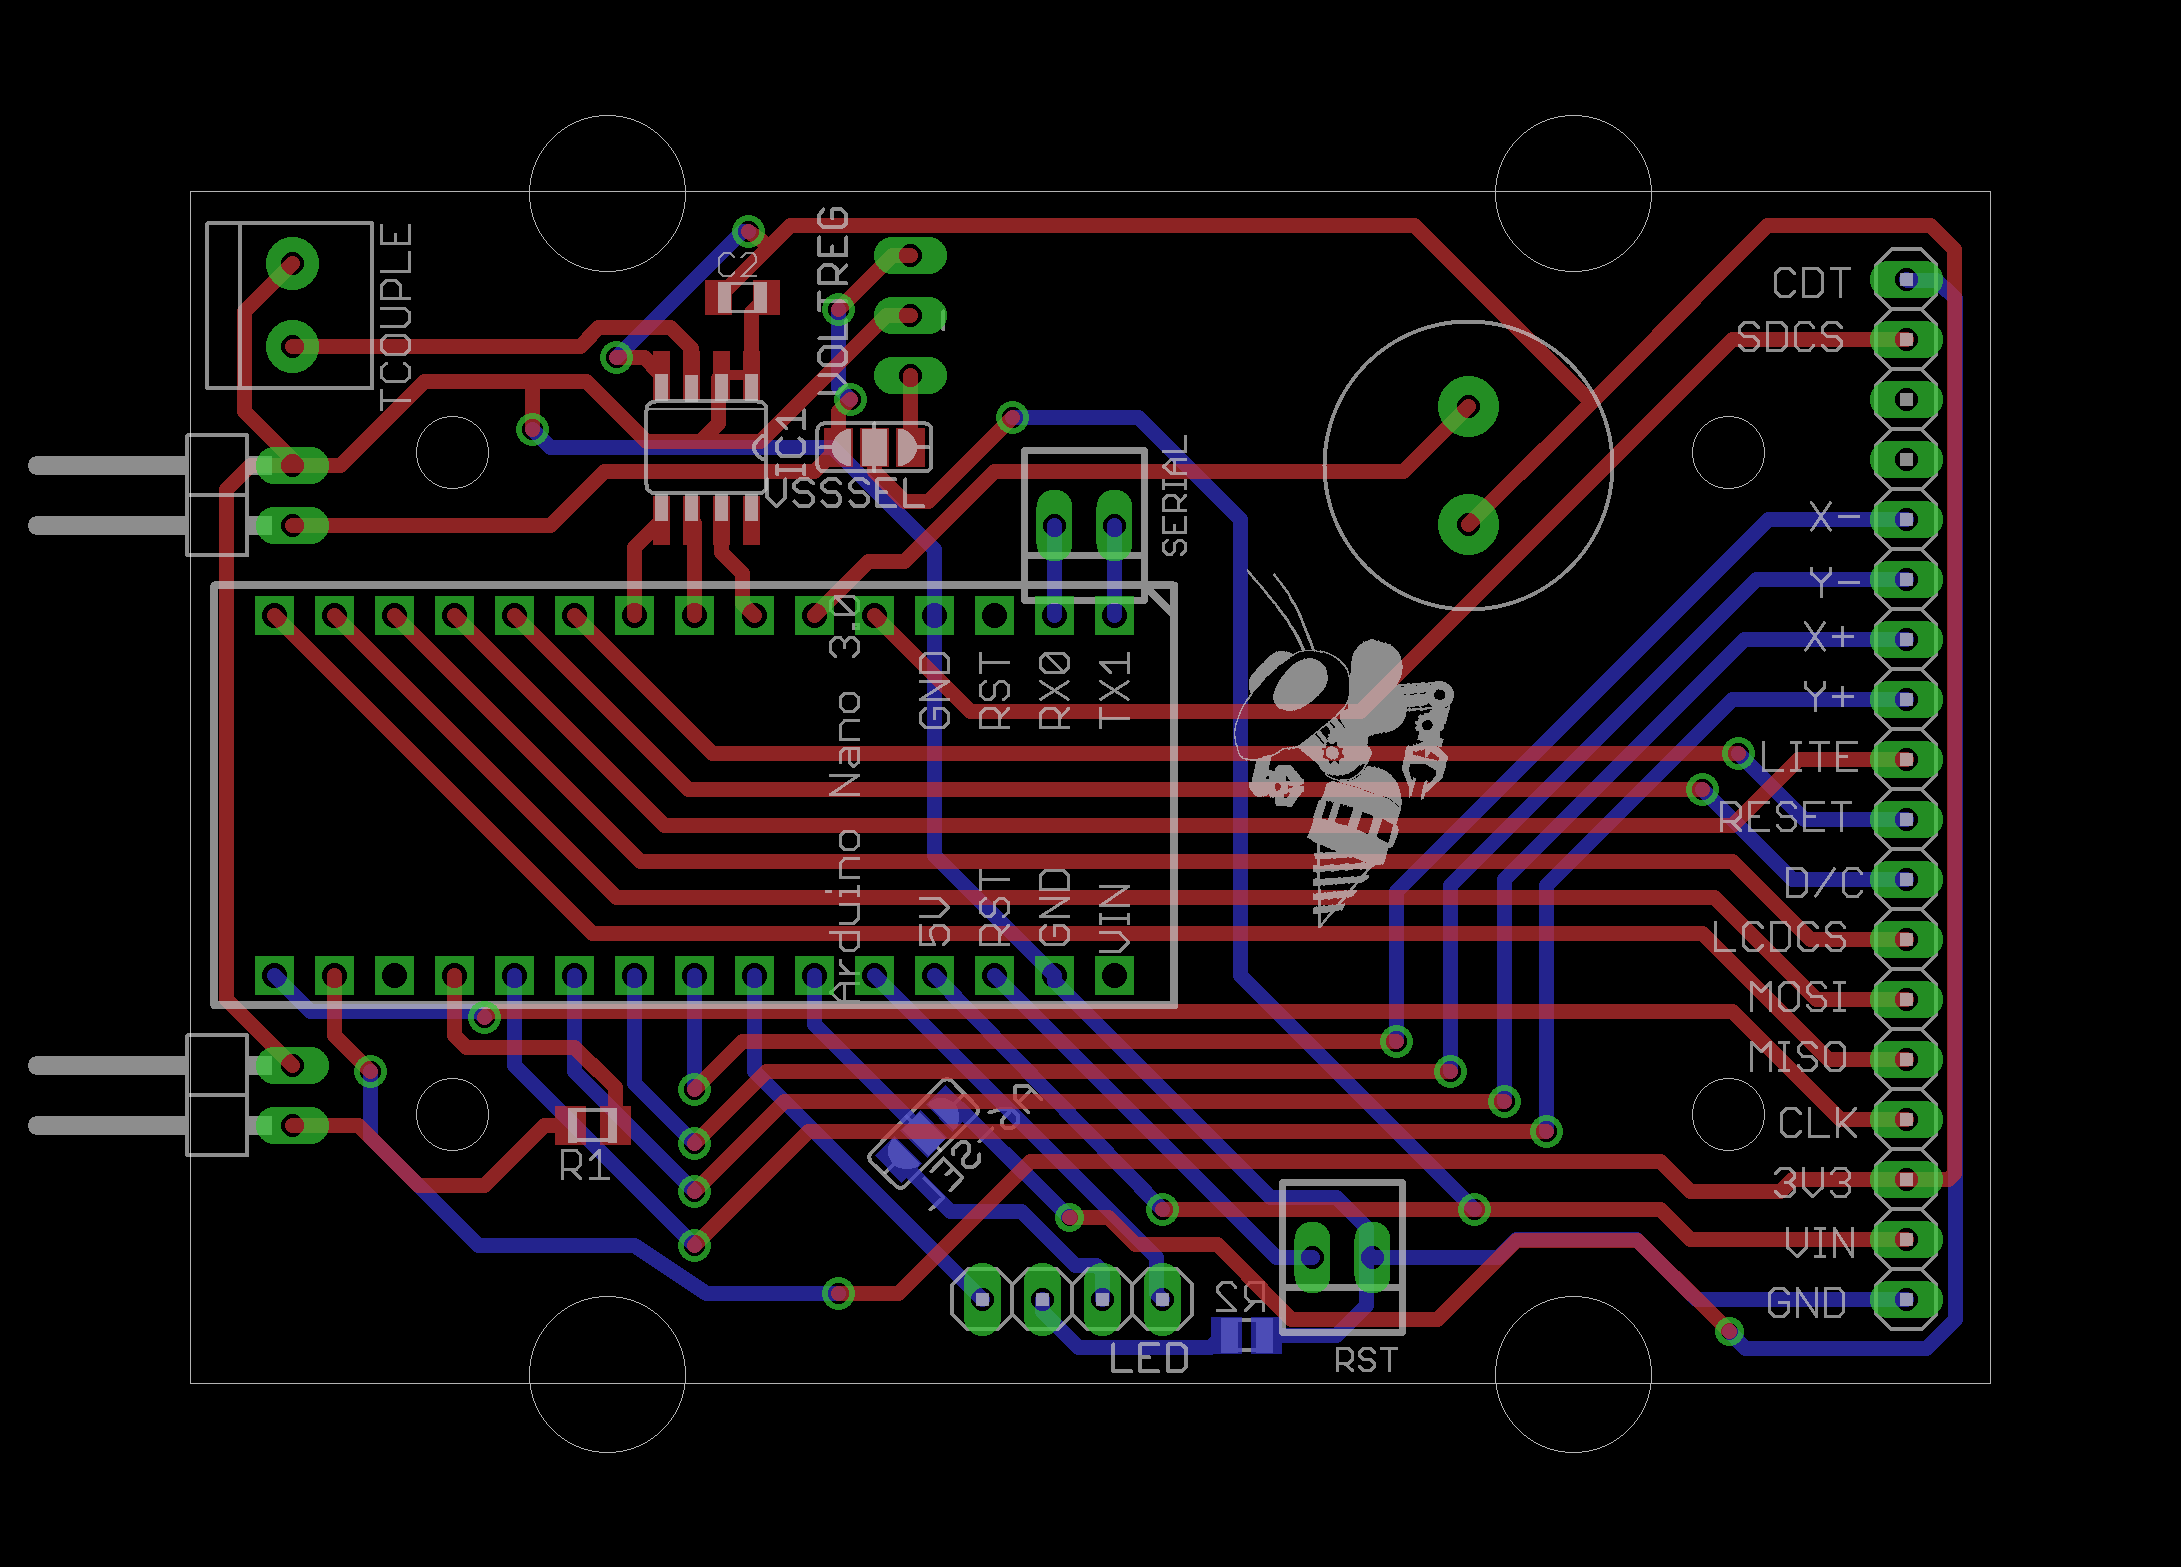 TCOUPLE
C2
VOLTREG
IC1
VSSSEL
SERIAL
Arduino Nano 3.0
GND
RST
RX0
TX1
5V
RST
GND
VIN
R1
R2
LED
RST
CDT
SDCS
X-
Y-
X+
Y+
LITE
RESET
D/C
LCDCS
MOSI
MISO
CLK
3V3
VIN
GND